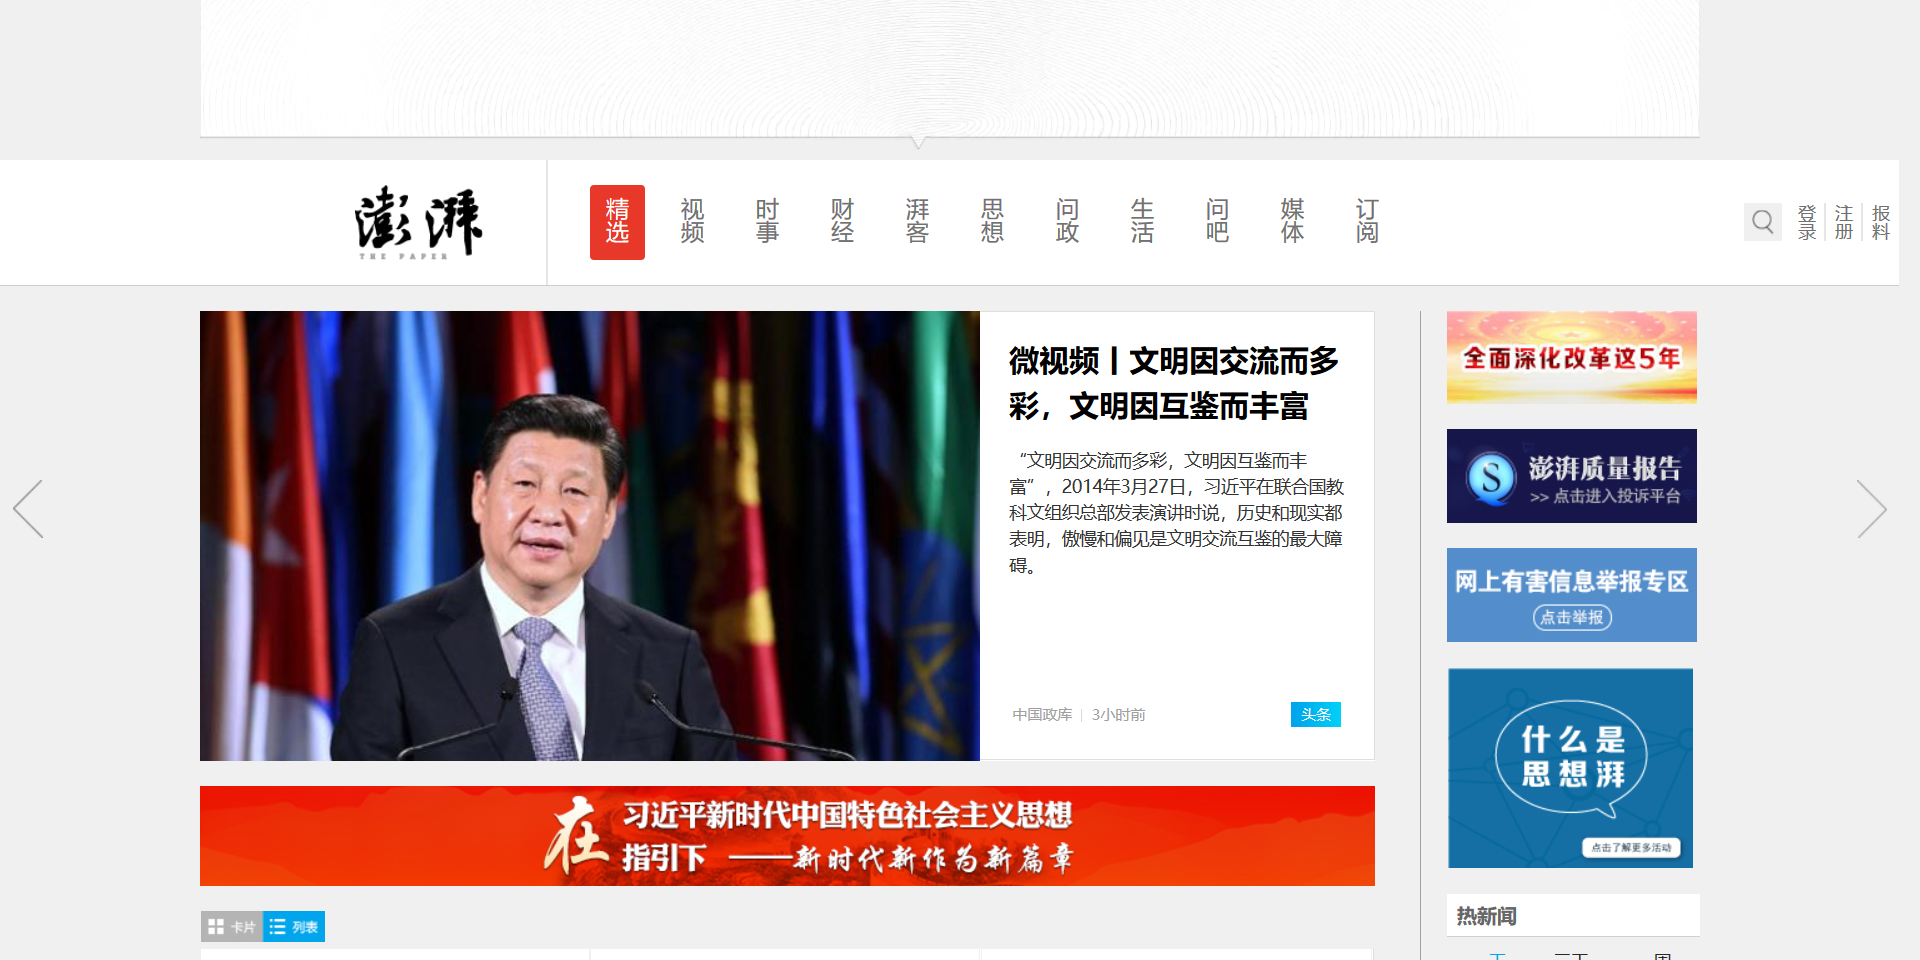 澎湃
THE PAPER
精选
视频
时事
财经
湃客
思想
问政
生活
问吧
媒体
订阅
登录
注册
报料
微视频丨文明因交流而多
彩，文明因互鉴而丰富
“文明因交流而多彩，文明因互鉴而丰
富”，2014年3月27日，习近平在联合国教
科文组织总部发表演讲时说，历史和现实都
表明，傲慢和偏见是文明交流互鉴的最大障
碍。
中国政库
3小时前
头条
全面深化改革这5年
S
澎湃质量报告
>> 点击进入投诉平台
网上有害信息举报专区
点击举报
什么是
思想湃
点击了解更多活动
在
习近平新时代中国特色社会主义思想
指引下 ——新时代新作为新篇章
卡片
列表
热新闻